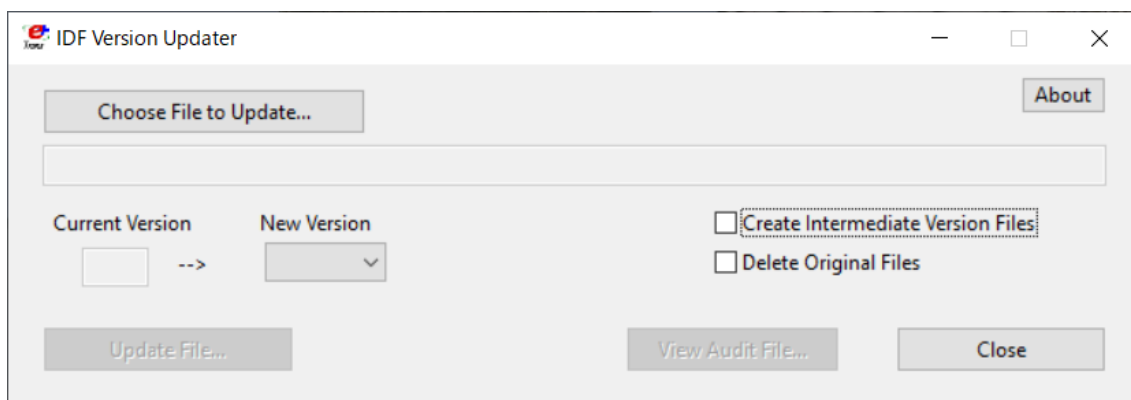 IDF Version Updater
Choose File to Update...
About
Current Version
New Version
Create Intermediate Version Files
-->
Delete Original Files
Update File...
View Audit File...
Close